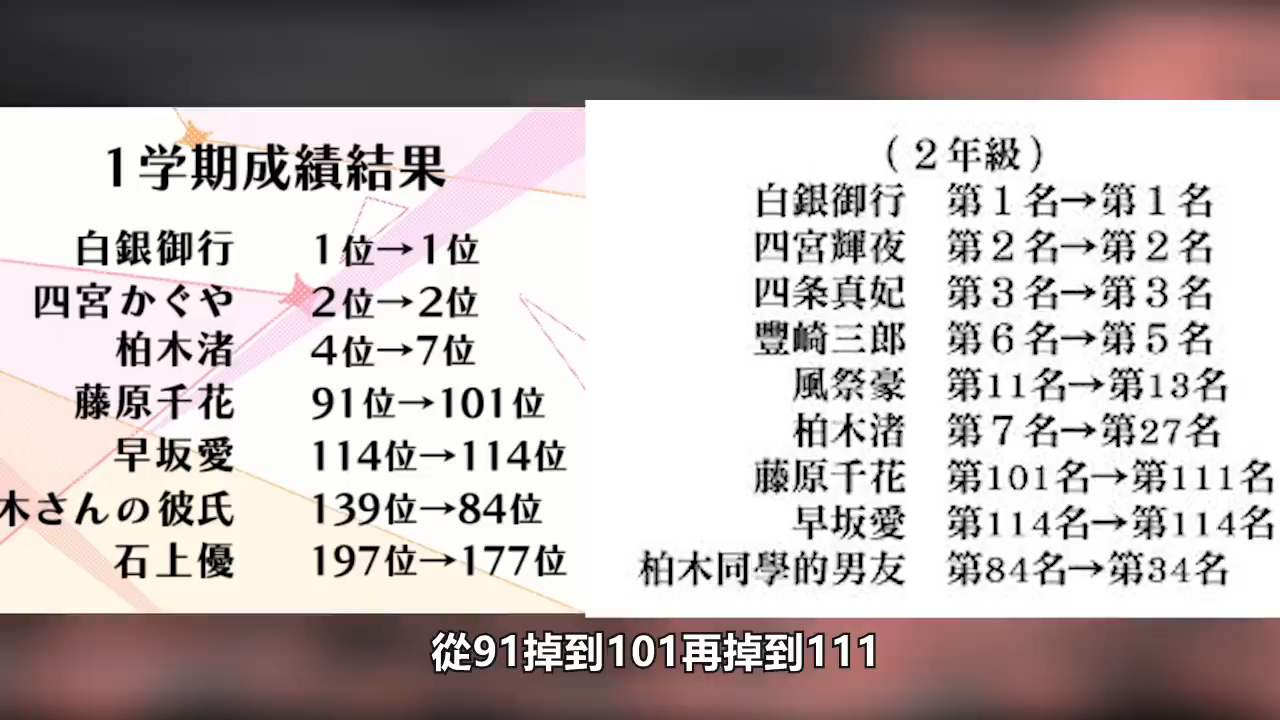 1学期成績結果
白銀御行 1位→1位
四宮かぐや 2位→2位
柏木渚 4位→7位
藤原千花 91位→101位
早坂愛 114位→114位
木さんの彼氏 139位→84位
石上優 197位→177位
(2年級)
白銀御行 第1名→第1名
四宮輝夜 第2名→第2名
四条真妃 第3名→第3名
豐崎三郎 第6名→第5名
風祭豪 第11名→第13名
柏木渚 第7名→第27名
藤原千花 第101名→第111名
早坂愛 第114名→第114名
柏木同學的男友 第84名→第34名
從91掉到101再掉到111